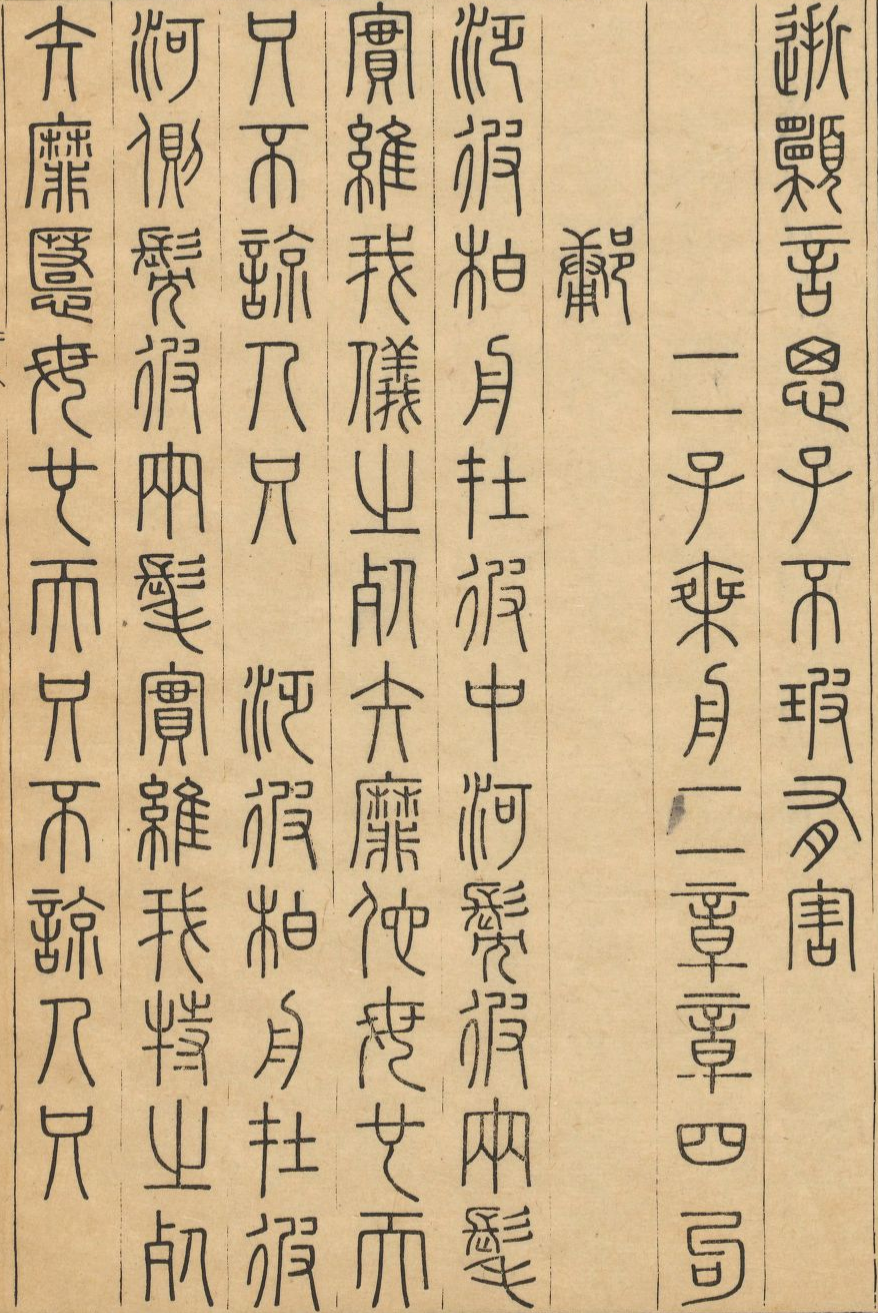 逝願言思子不瑕有害
二子乘舟二章章四句
鄘
汎彼柏舟在彼中河髧彼兩髦
實維我儀之死矢靡他母也天
只不諒人只　汎彼柏舟在彼
河側髧彼兩髦實維我特之死
矢靡慝母也天只不諒人只